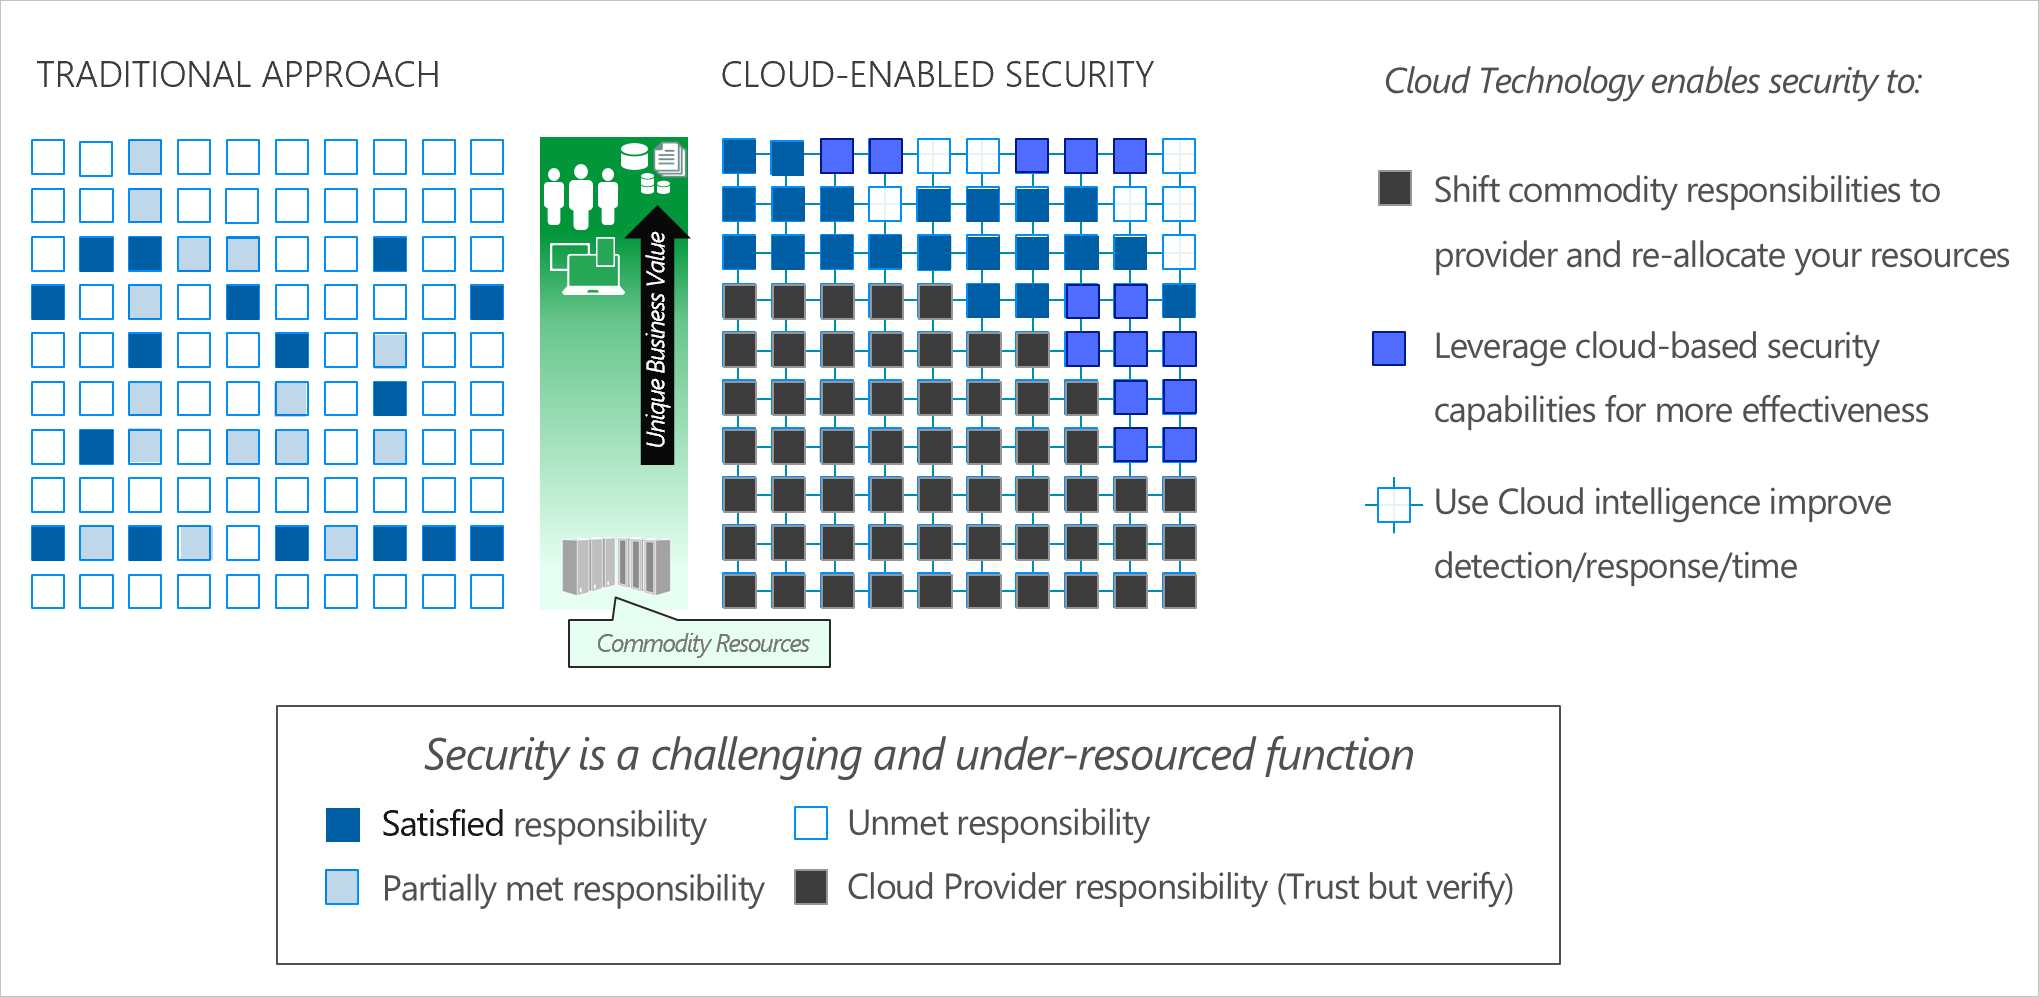 TRADITIONAL APPROACH
CLOUD-ENABLED SECURITY
Cloud Technology enables security to:
Unique Business Value
Commodity Resources
Shift commodity responsibilities to
provider and re-allocate your resources
Leverage cloud-based security
capabilities for more effectiveness
Use Cloud intelligence improve
detection/response/time
Security is a challenging and under-resourced function
Satisfied responsibility
Unmet responsibility
Partially met responsibility
Cloud Provider responsibility (Trust but verify)